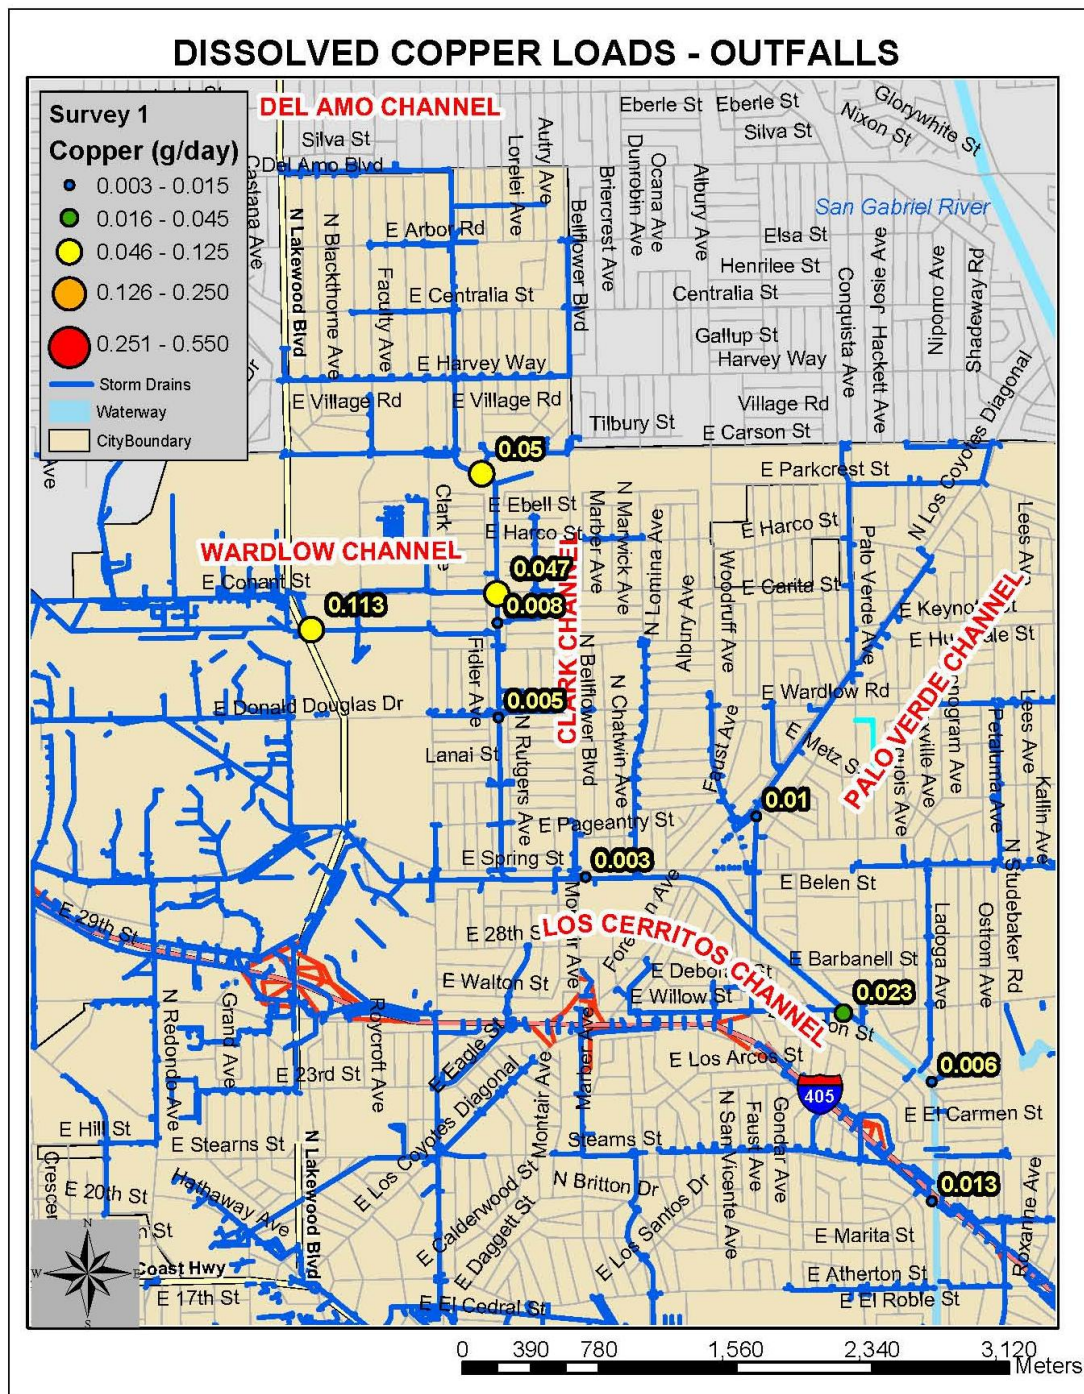 DISSOLVED COPPER LOADS - OUTFALLS
Survey 1
Copper (g/day)
0.003 - 0.015
0.016 - 0.045
0.046 - 0.125
0.126 - 0.250
0.251 - 0.550
Storm Drains
Waterway
CityBoundary
DEL AMO CHANNEL
Silva St
Del Amo Blvd
Lorelei Ave
Autry Ave
Eberle St
Eberle St
Silva St
Nixon St
Glorywhite St
Briercrest Ave
Dunrobin Ave
Ocana Ave
Albury Ave
San Gabriel River
Castana Ave
N Lakewood Blvd
N Blackthorne Ave
Faculty Ave
E Arbor Rd
Bellflower Blvd
Elsa St
Henrilee St
E Centralia St
Centralia St
Conquista Ave
Josie Ave
Hackett Ave
Nipomo Ave
Shadeway Rd
Gallup St
E Harvey Way
Harvey Way
Dr
E Village Rd
E Village Rd
Village Rd
Tilbury St
E Carson St
Ave
0.05
E Parkcrest St
N Los Coyotes Diagonal
Clark
E Ebell St
E Harco St
Marber Ave
N Marwick Ave
N Lomina Ave
E Harco St
Lees Ave
WARDLOW CHANNEL
E Conant St
0.047
CLARK CHANNEL
Albury Ave
Woodruff Ave
E Carita St
Palo Verde Ave
0.113
0.008
Fidler Ave
N Bellflower Blvd
PALO VERDE CHANNEL
E Wardlow Rd
E Donald Douglas Dr
0.005
N Rutgers Ave
N Chatwin Ave
Faust Ave
E Metz S
Petaluma Ave
Lees Ave
Kallin Ave
Lanai St
0.01
E Pageantry St
E Spring St
0.003
E Belen St
N Studebaker Rd
E 29th St
E 28th S
LOS CERRITOS CHANNEL
Ladoga Ave
Ostrom Ave
E Walton St
E Barbanell St
E Willow St
0.023
N Redondo Ave
Grand Ave
Roycroft Ave
E Eagle St
Marber Ave
E Los Arcos St
E 23rd St
405
0.006
E Los Coyotes Diagonal
Montair Ave
N San Vicente Ave
Faust Ave
Gondar Ave
E El Carmen St
E Hill St
E Stearns St
N Lakewood Blvd
Stearns St
E 20th St
Hathaway Ave
E Calderwood St
N Britton Dr
0.013
Roxanne Ave
E Daggett St
E Los Santos Dr
E Marita St
N
W
E
S
Coast Hwy
E 17th St
E El Cedral St
E Atherton St
E El Roble St
0 390 780 1,560 2,340 3,120
Meters